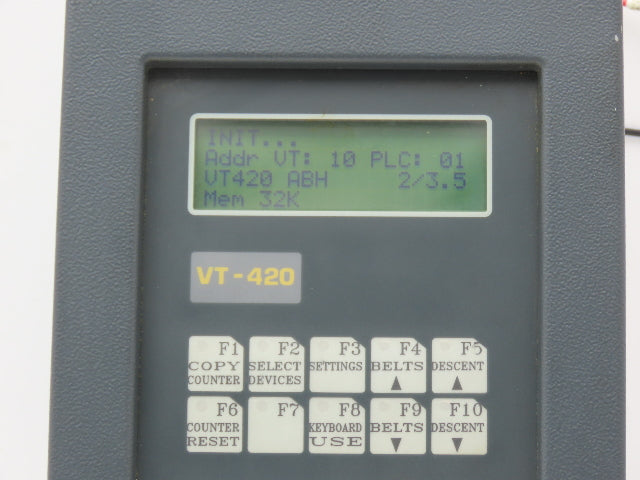 INIT...
Addr VT: 10 PLC: 01
VT420 ABH 2/3.5
Mem 32K
VT-420
F1 COPY COUNTER
F2 SELECT DEVICES
F3 SETTINGS
F4 BELTS ▲
F5 DESCENT ▲
F6 COUNTER RESET
F7
F8 KEYBOARD USE
F9 BELTS ▼
F10 DESCENT ▼